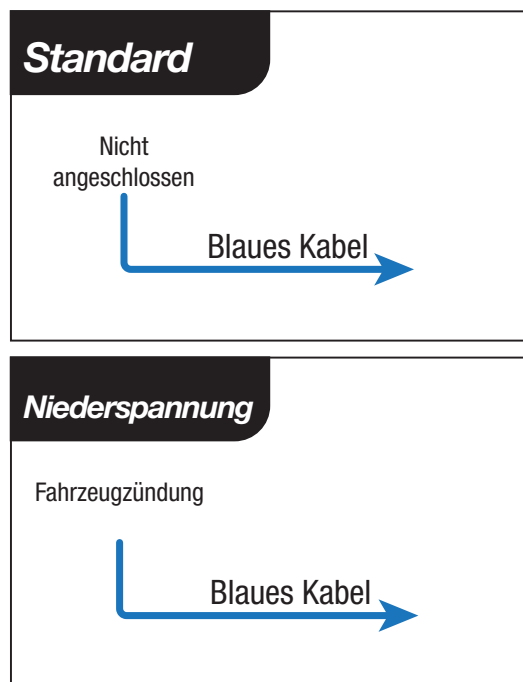 Standard
Nicht
angeschlossen
Blaues Kabel
Niederspannung
Fahrzeugzündung
Blaues Kabel